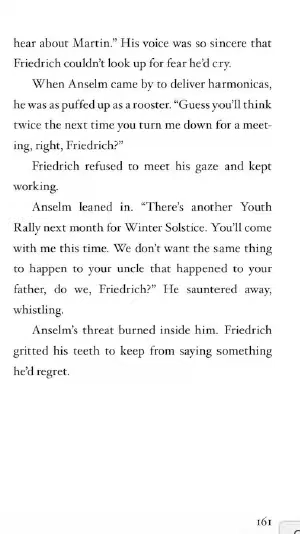 hear about Martin.” His voice was so sincere that
Friedrich couldn’t look up for fear he’d cry.
When Anselm came by to deliver harmonicas,
he was as puffed up as a rooster. “Guess you’ll think
twice the next time you turn me down for a meet-
ing, right, Friedrich?”
Friedrich refused to meet his gaze and kept
working.
Anselm leaned in. “There’s another Youth
Rally next month for Winter Solstice. You’ll come
with me this time. We don’t want the same thing
to happen to your uncle that happened to your
father, do we, Friedrich?” He sauntered away,
whistling.
Anselm’s threat burned inside him. Friedrich
gritted his teeth to keep from saying something
he’d regret.
161